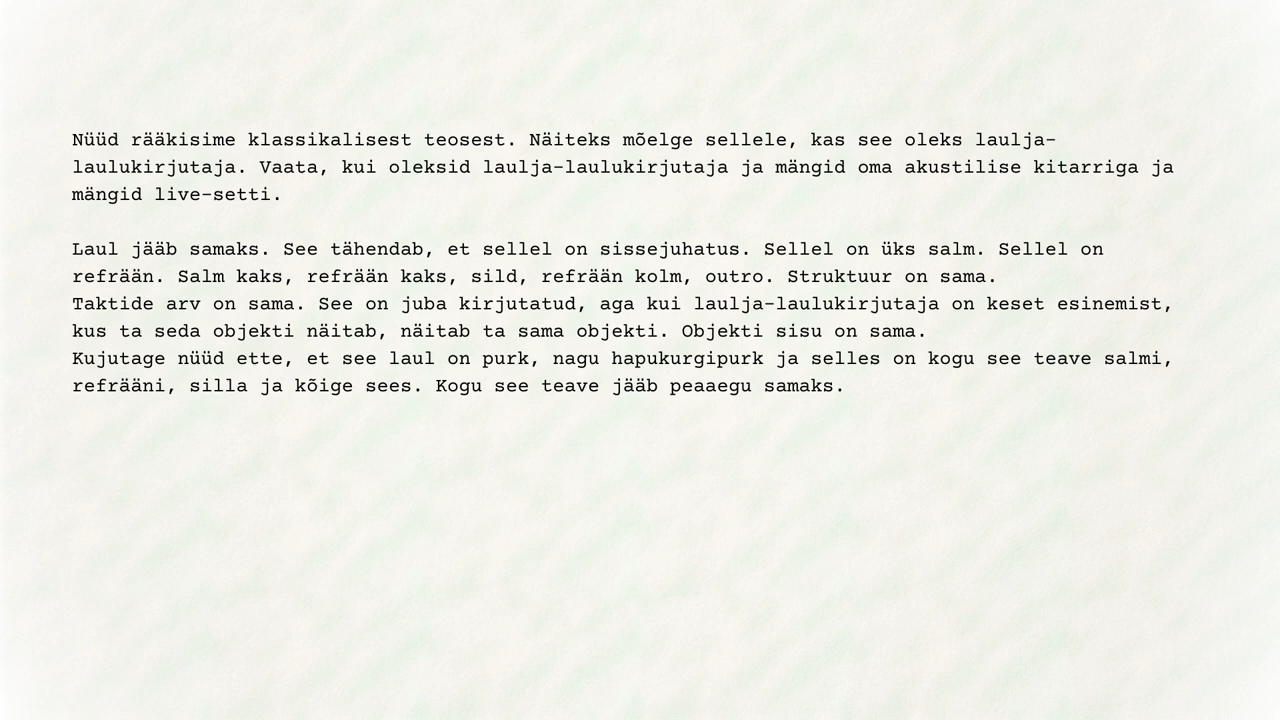 Nüüd rääkisime klassikalisest teosest. Näiteks mõelge sellele, kas see oleks laulja-
laulukirjutaja. Vaata, kui oleksid laulja-laulukirjutaja ja mängid oma akustilise kitarriga ja
mängid live-setti.
Laul jääb samaks. See tähendab, et sellel on sissejuhatus. Sellel on üks salm. Sellel on
refrään. Salm kaks, refrään kaks, sild, refrään kolm, outro. Struktuur on sama.
Taktide arv on sama. See on juba kirjutatud, aga kui laulja-laulukirjutaja on keset esinemist,
kus ta seda objekti näitab, näitab ta sama objekti. Objekti sisu on sama.
Kujutage nüüd ette, et see laul on purk, nagu hapukurgipurk ja selles on kogu see teave salmi,
refrääni, silla ja kõige sees. Kogu see teave jääb peaaegu samaks.